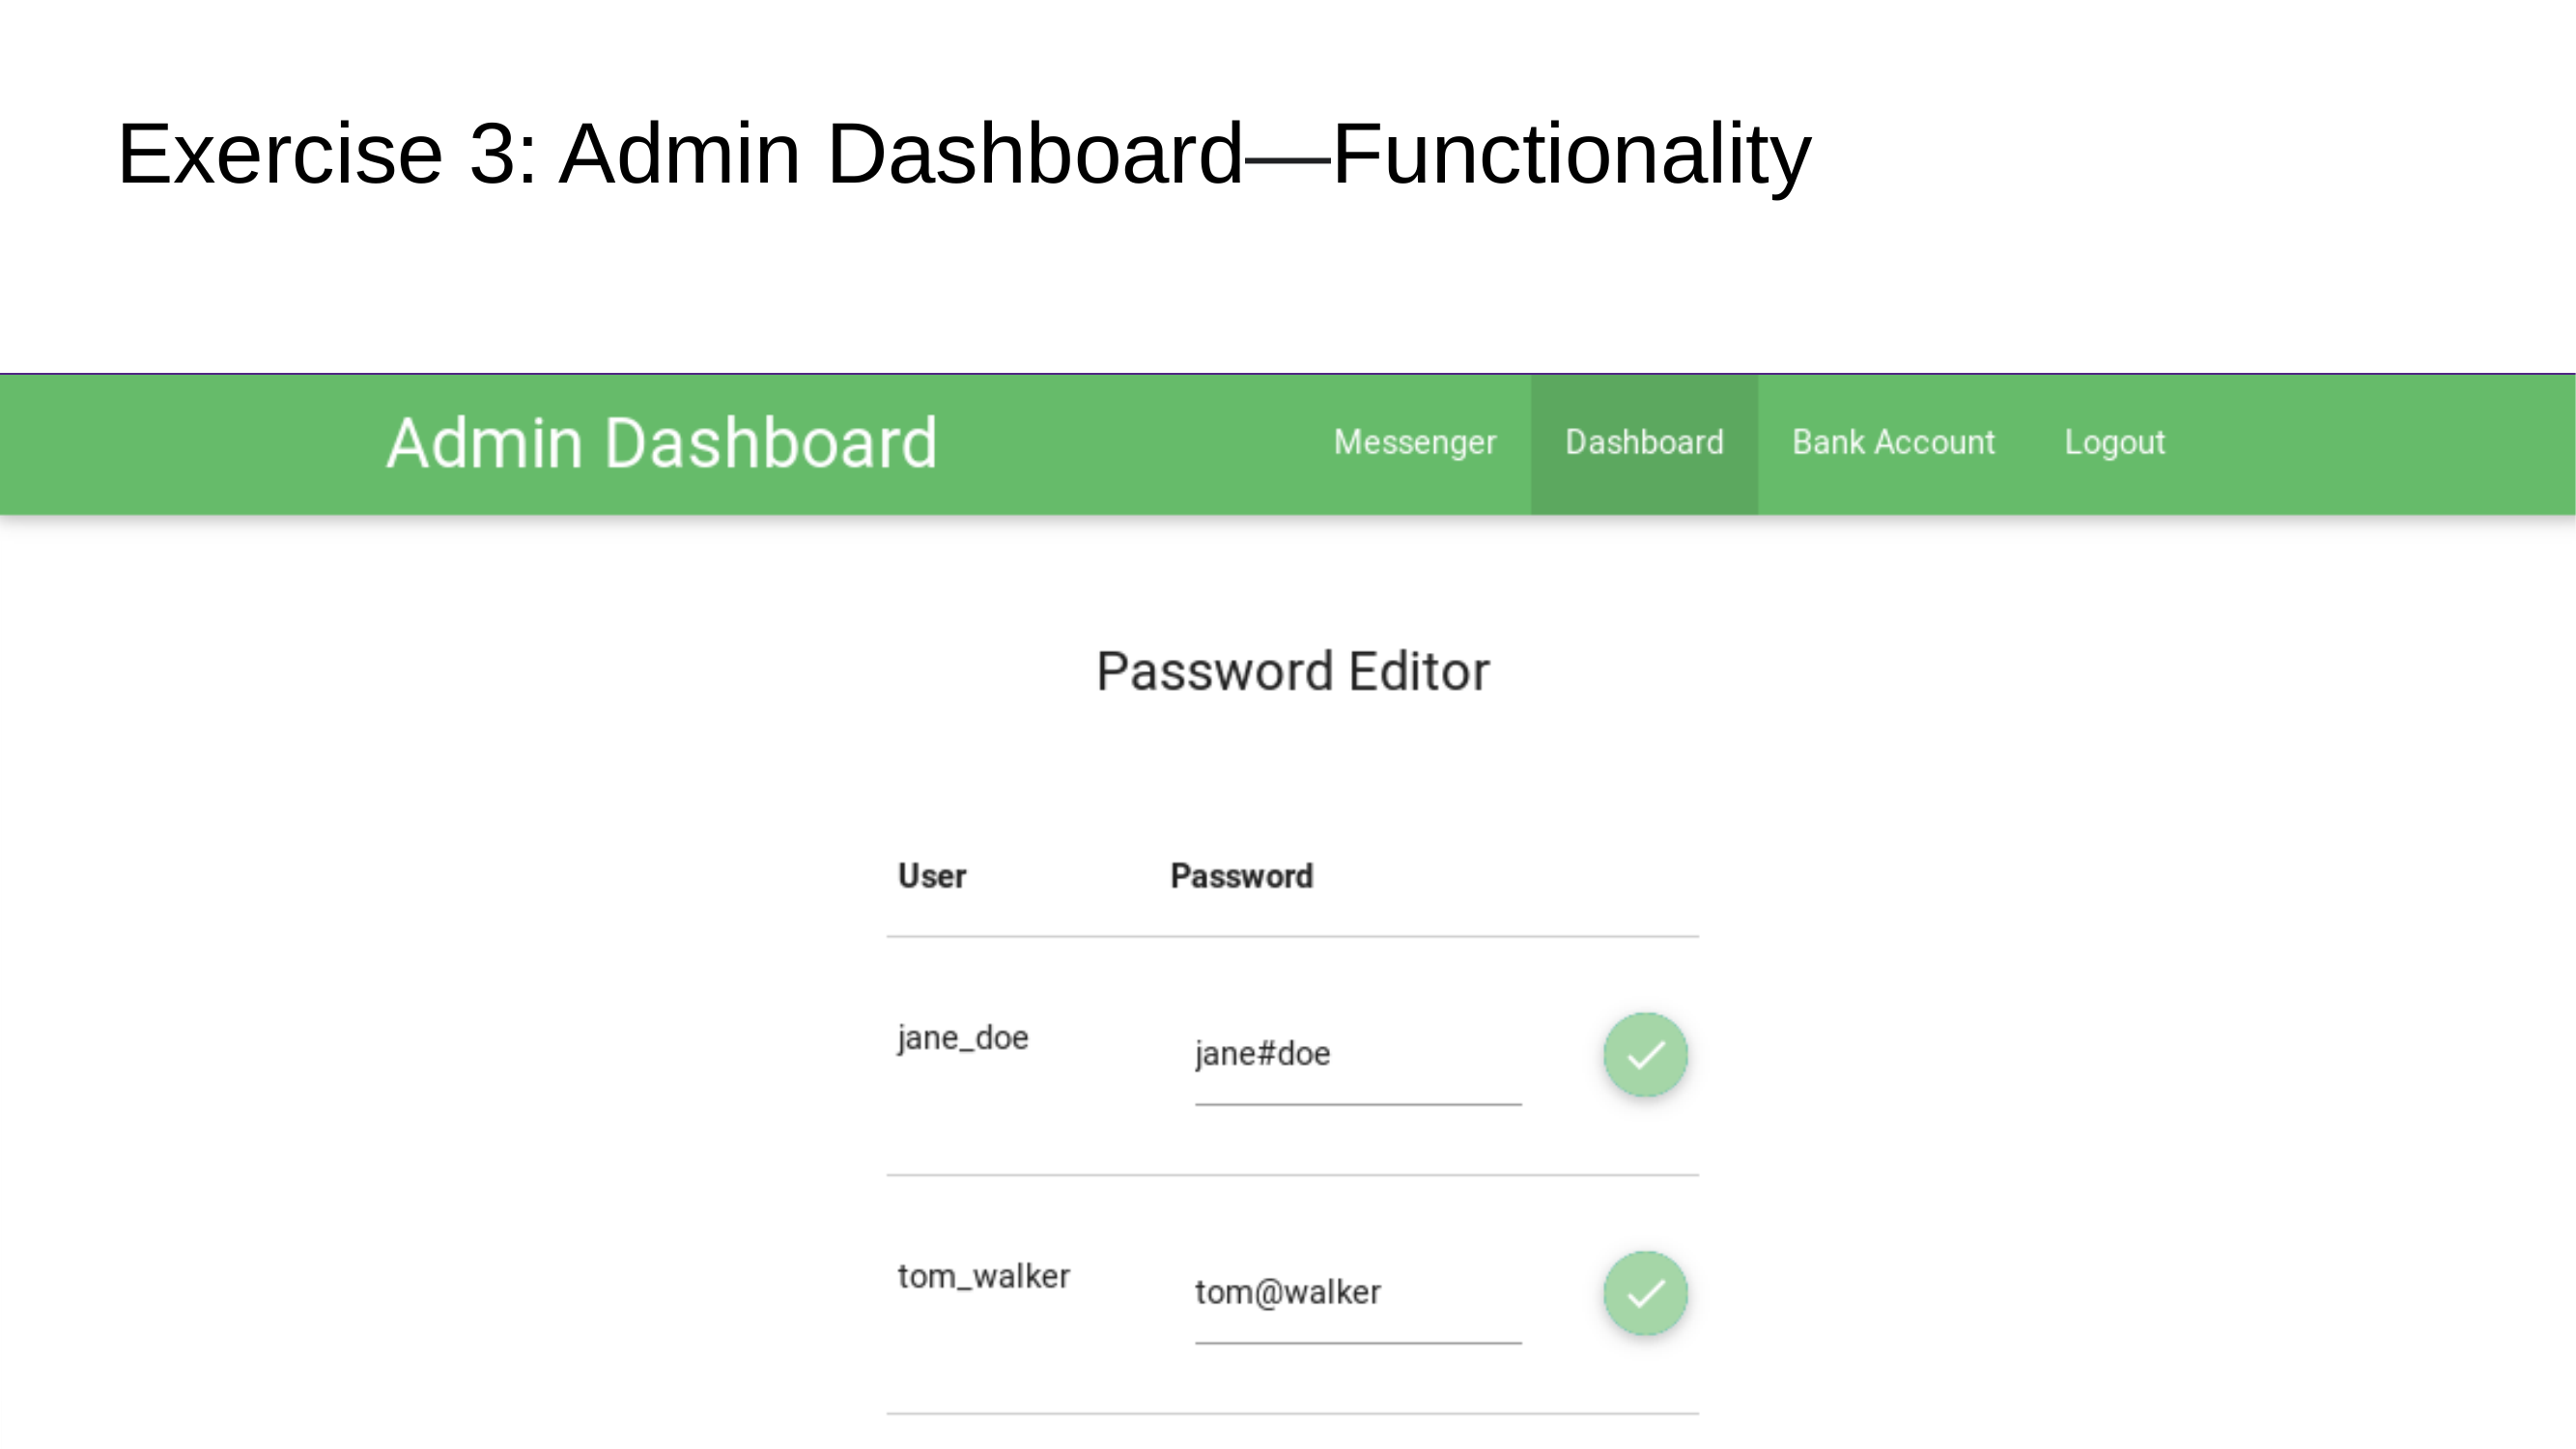 Exercise 3: Admin Dashboard—Functionality
Admin Dashboard Messenger Dashboard Bank Account Logout
Password Editor
User Password
jane_doe jane#doe
tom_walker tom@walker